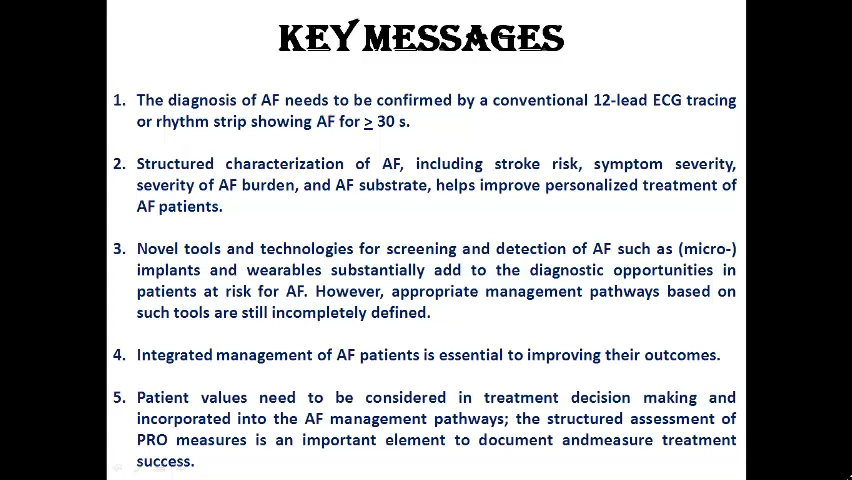 KEY MESSAGES
1. The diagnosis of AF needs to be confirmed by a conventional 12-lead ECG tracing
or rhythm strip showing AF for ≥ 30 s.
2. Structured characterization of AF, including stroke risk, symptom severity,
severity of AF burden, and AF substrate, helps improve personalized treatment of
AF patients.
3. Novel tools and technologies for screening and detection of AF such as (micro-)
implants and wearables substantially add to the diagnostic opportunities in
patients at risk for AF. However, appropriate management pathways based on
such tools are still incompletely defined.
4. Integrated management of AF patients is essential to improving their outcomes.
5. Patient values need to be considered in treatment decision making and
incorporated into the AF management pathways; the structured assessment of
PRO measures is an important element to document andmeasure treatment
success.